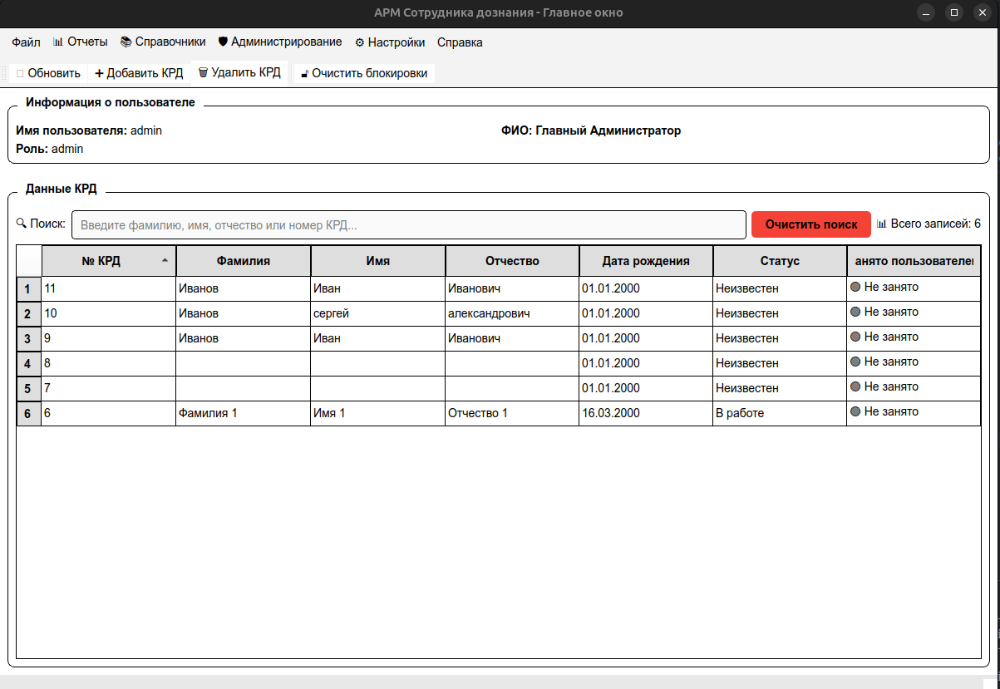 АРМ Сотрудника дознания - Главное окно
Файл Отчеты Справочники Администрирование Настройки Справка
Обновить Добавить КРД Удалить КРД Очистить блокировки
Информация о пользователе
Имя пользователя: admin ФИО: Главный Администратор
Роль: admin
Данные КРД
Поиск: Введите фамилию, имя, отчество или номер КРД... Очистить поиск Всего записей: 6
№ КРД Фамилия Имя Отчество Дата рождения Статус анято пользователе
1 11 Иванов Иван Иванович 01.01.2000 Неизвестен Не занято
2 10 Иванов сергей александрович 01.01.2000 Неизвестен Не занято
3 9 Иванов Иван Иванович 01.01.2000 Неизвестен Не занято
4 8 01.01.2000 Неизвестен Не занято
5 7 01.01.2000 Неизвестен Не занято
6 6 Фамилия 1 Имя 1 Отчество 1 16.03.2000 В работе Не занято